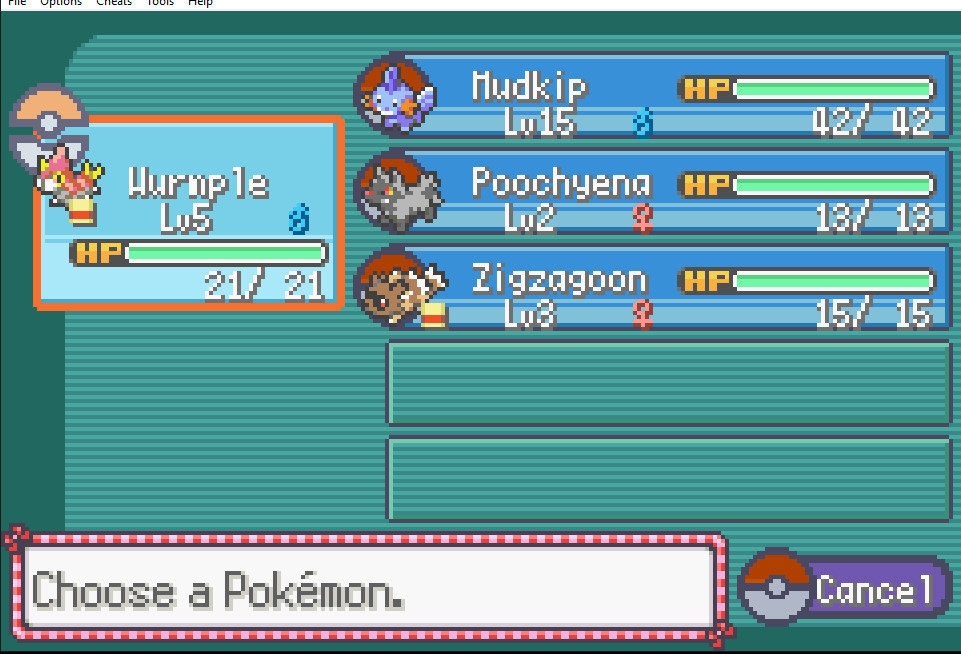 File Options Cheats Tools Help
Wurmple
Lv5 ♂
HP
21/ 21
Mudkip HP
Lv15 ♂ 42/ 42
Poochyena HP
Lv2 ♀ 13/ 13
Zigzagoon HP
Lv3 ♀ 15/ 15
Choose a Pokémon.
Cancel